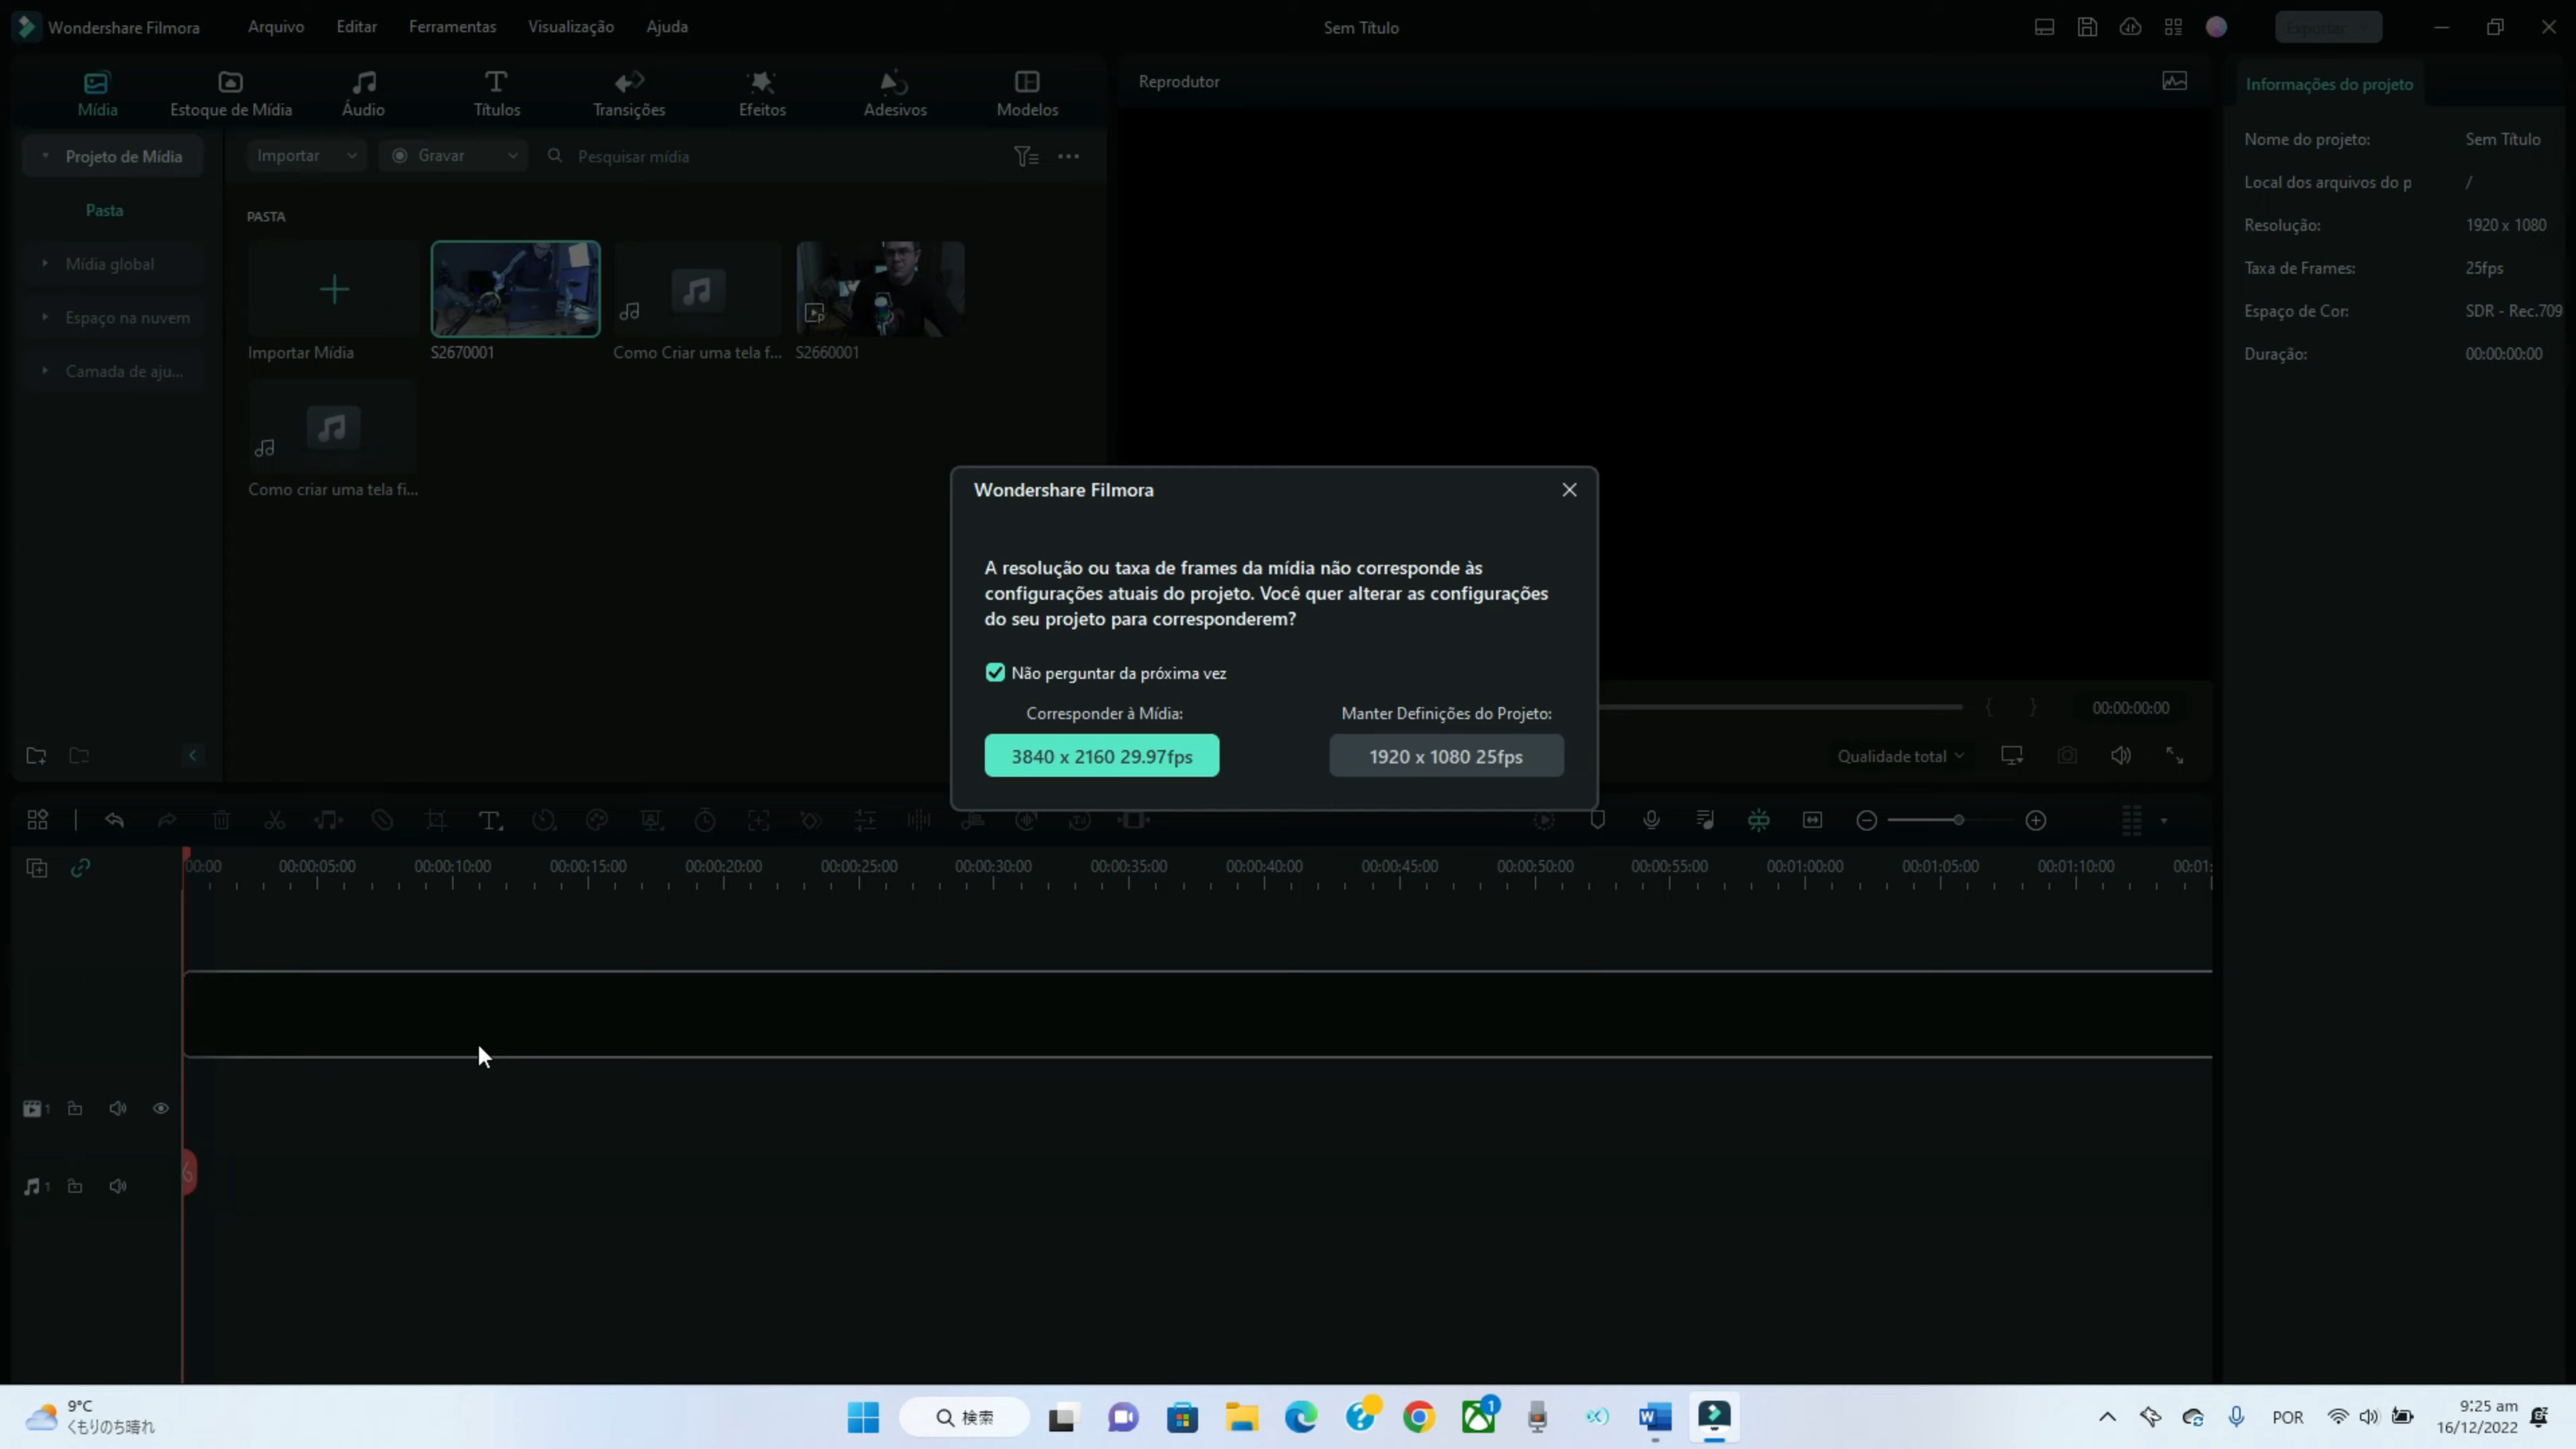 Wondershare Filmora
Arquivo
Editar
Ferramentas
Visualização
Ajuda
Sem Título
Exportar
Mídia
Estoque de Mídia
Áudio
Títulos
Transições
Efeitos
Adesivos
Modelos
Reprodutor
Informações do projeto
Projeto de Mídia
Importar
Gravar
Pesquisar mídia
Nome do projeto:
Sem Título
Local dos arquivos do p
/
Resolução:
1920 x 1080
Taxa de Frames:
25fps
Espaço de Cor:
SDR - Rec.709
Duração:
00:00:00:00
Pasta
Mídia global
Espaço na nuvem
Camada de aju...
PASTA
Importar Mídia
S2670001
Como Criar uma tela f...
S2660001
Como criar uma tela fi...
Wondershare Filmora
A resolução ou taxa de frames da mídia não corresponde às
configurações atuais do projeto. Você quer alterar as configurações
do seu projeto para corresponderem?
Não perguntar da próxima vez
Corresponder à Mídia:
Manter Definições do Projeto:
3840 x 2160 29.97fps
1920 x 1080 25fps
{ }
00:00:00:00
Qualidade total
00:00
00:00:05:00
00:00:10:00
00:00:15:00
00:00:20:00
00:00:25:00
00:00:30:00
00:00:35:00
00:00:40:00
00:00:45:00
00:00:50:00
00:00:55:00
00:01:00:00
00:01:05:00
00:01:10:00
00:01:
1
1
9°C
くもりのち晴れ
検索
1
POR
9:25 am
16/12/2022